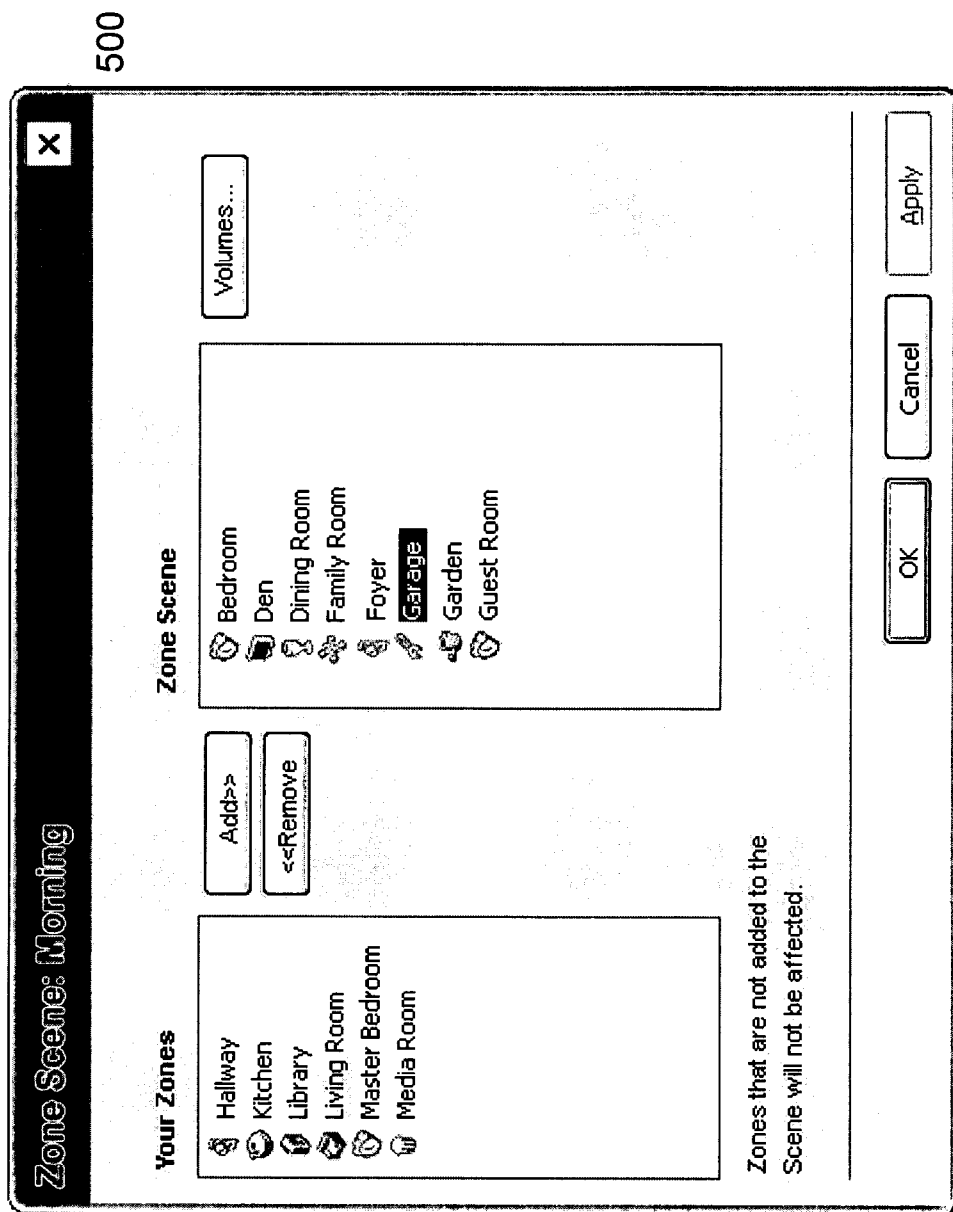 500
Zone Scene: Morning
X
Your Zones
Hallway
Kitchen
Library
Living Room
Master Bedroom
Media Room
Add>>
<<Remove
Zone Scene
Bedroom
Den
Dining Room
Family Room
Foyer
Garage
Garden
Guest Room
Volumes...
Zones that are not added to the
Scene will not be affected.
OK
Cancel
Apply